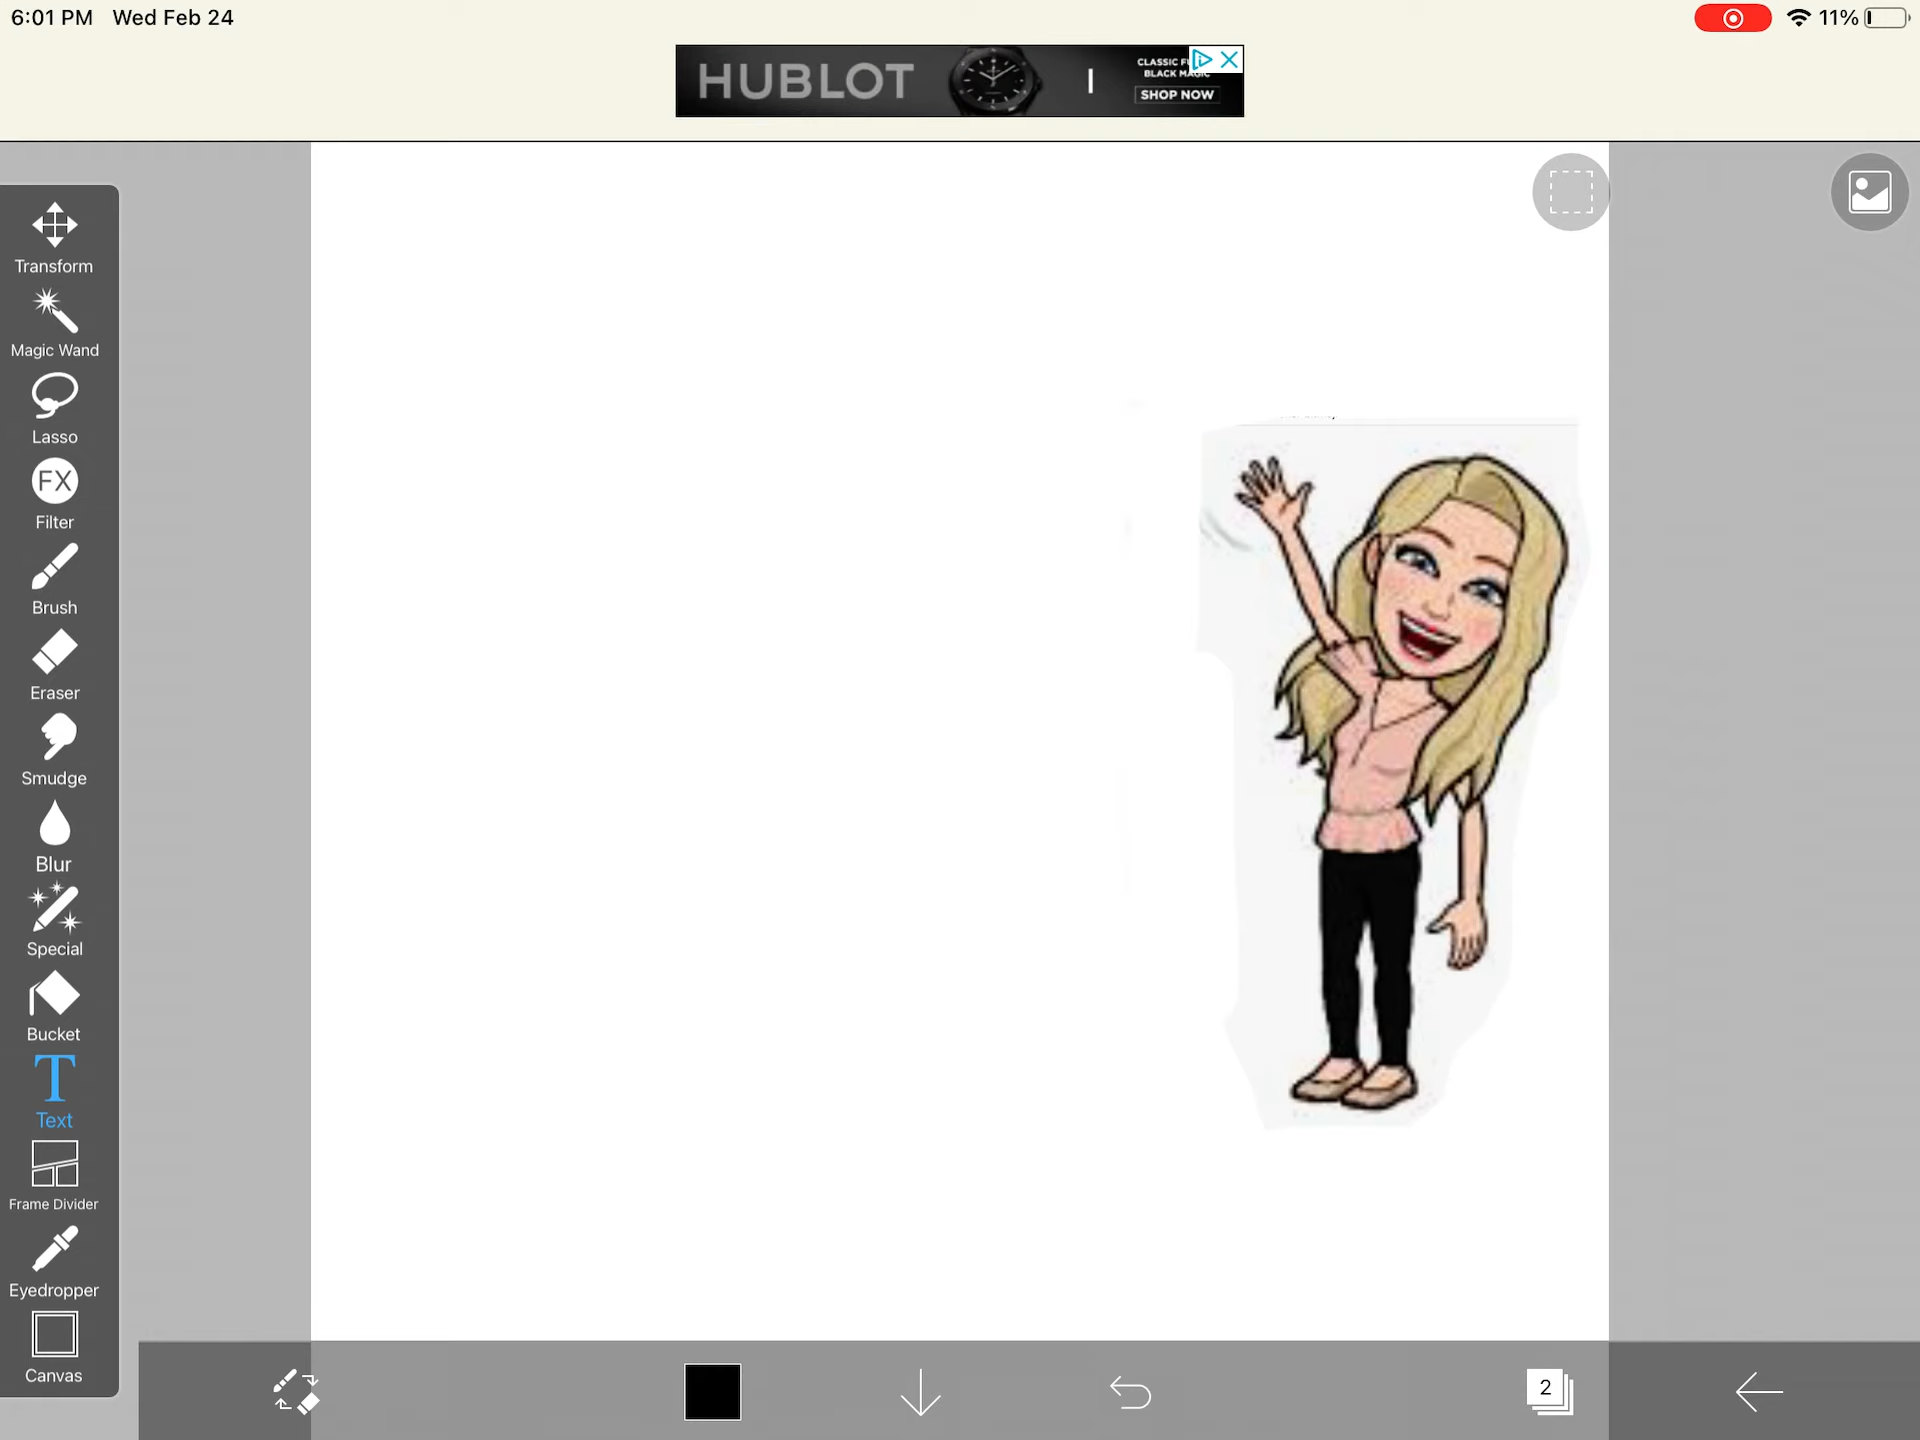 6:01 PM Wed Feb 24
11%
HUBLOT
BLACK
SHOP NOW
Transform
Magic Wand
Lasso
FX
Filter
Brush
Eraser
Smudge
Blur
Special
Bucket
T
Text
Frame Divider
Eyedropper
Canvas
2